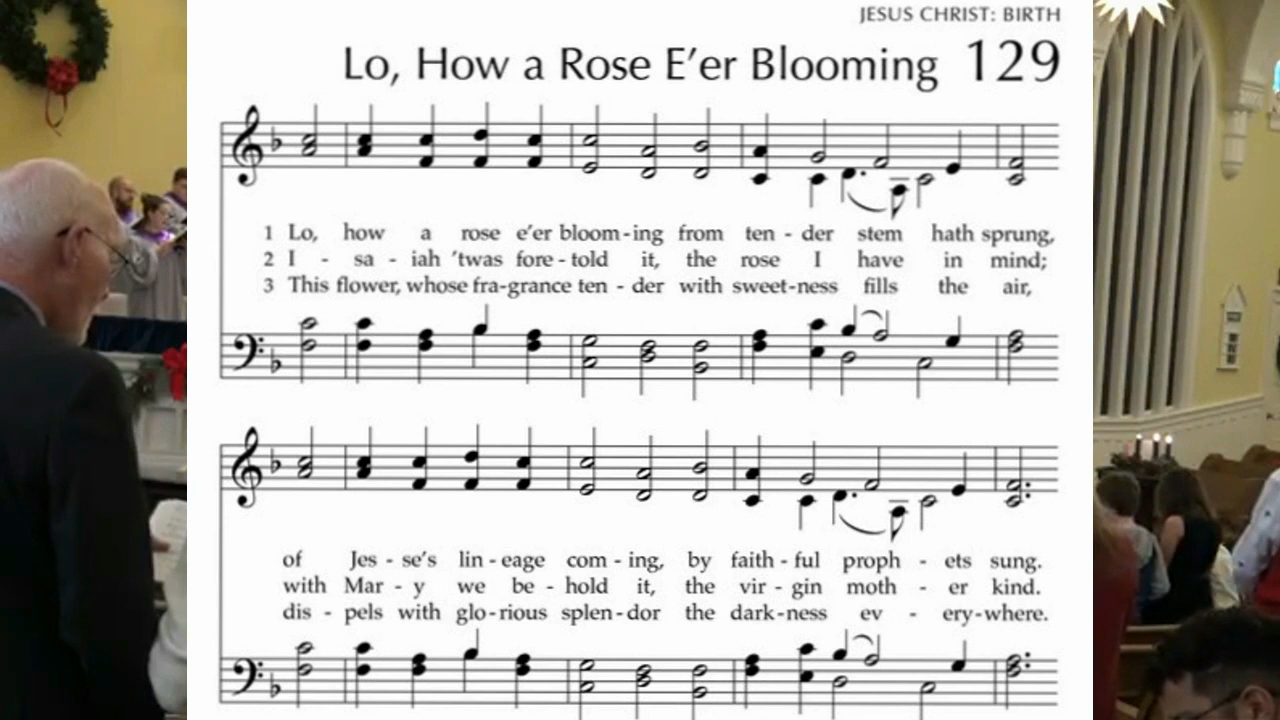 JESUS CHRIST: BIRTH
Lo, How a Rose E'er Blooming 129
1 Lo, how a rose e'er bloom-ing from ten - der stem hath sprung,
2 I - sa - iah 'twas fore - told it, the rose I have in mind;
3 This flower, whose fra-grance ten - der with sweet-ness fills the air,
of Jes - se's lin - eage com - ing, by faith - ful proph - ets sung.
with Mar - y we be - hold it, the vir - gin moth - er kind.
dis - pels with glo-rious splen-dor the dark-ness ev - ery-where.